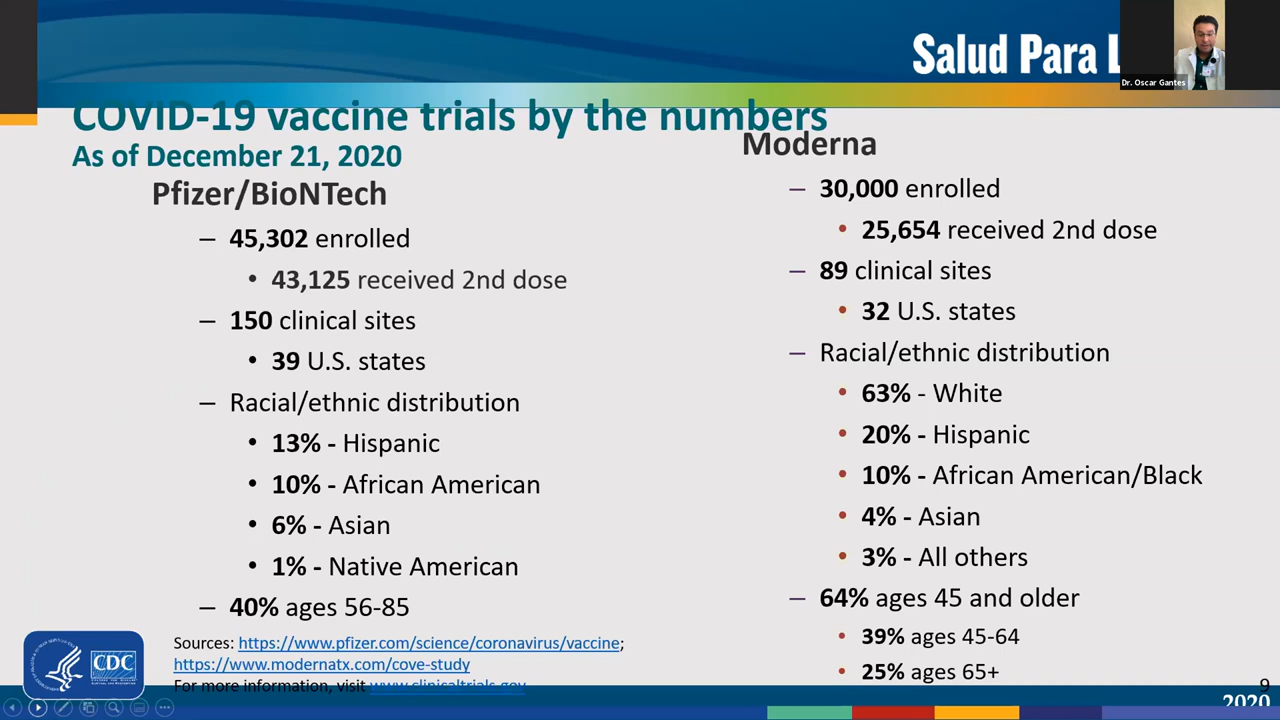 Salud Para L
Dr. Oscar Gantes
COVID-19 vaccine trials by the numbers
As of December 21, 2020
Pfizer/BioNTech
– 45,302 enrolled
• 43,125 received 2nd dose
– 150 clinical sites
• 39 U.S. states
– Racial/ethnic distribution
• 13% - Hispanic
• 10% - African American
• 6% - Asian
• 1% - Native American
– 40% ages 56-85
Moderna
– 30,000 enrolled
• 25,654 received 2nd dose
– 89 clinical sites
• 32 U.S. states
– Racial/ethnic distribution
• 63% - White
• 20% - Hispanic
• 10% - African American/Black
• 4% - Asian
• 3% - All others
– 64% ages 45 and older
• 39% ages 45-64
• 25% ages 65+
Sources: https://www.pfizer.com/science/coronavirus/vaccine;
https://www.modernatx.com/cove-study
For more information, visit www.clinicaltrials.gov
CDC
9
2020